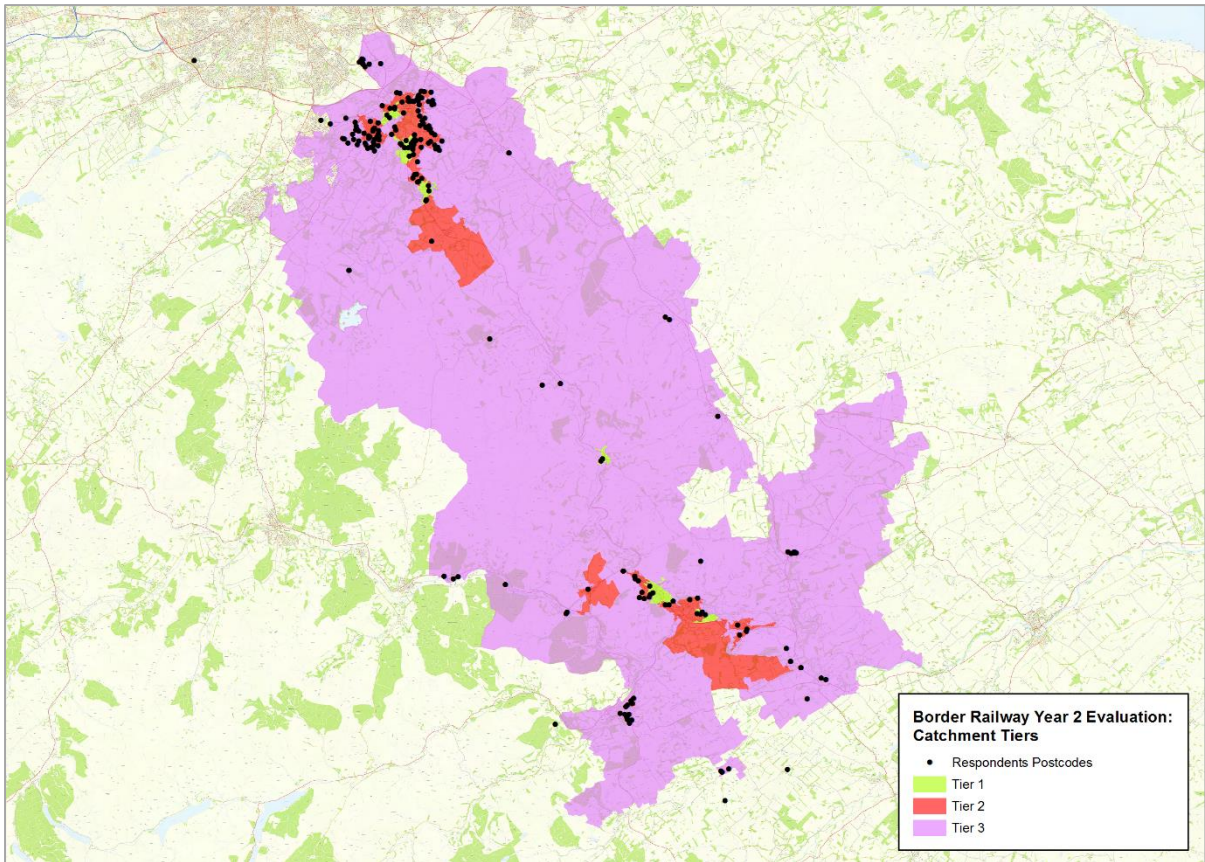 Border Railway Year 2 Evaluation:
Catchment Tiers
Respondents Postcodes
Tier 1
Tier 2
Tier 3